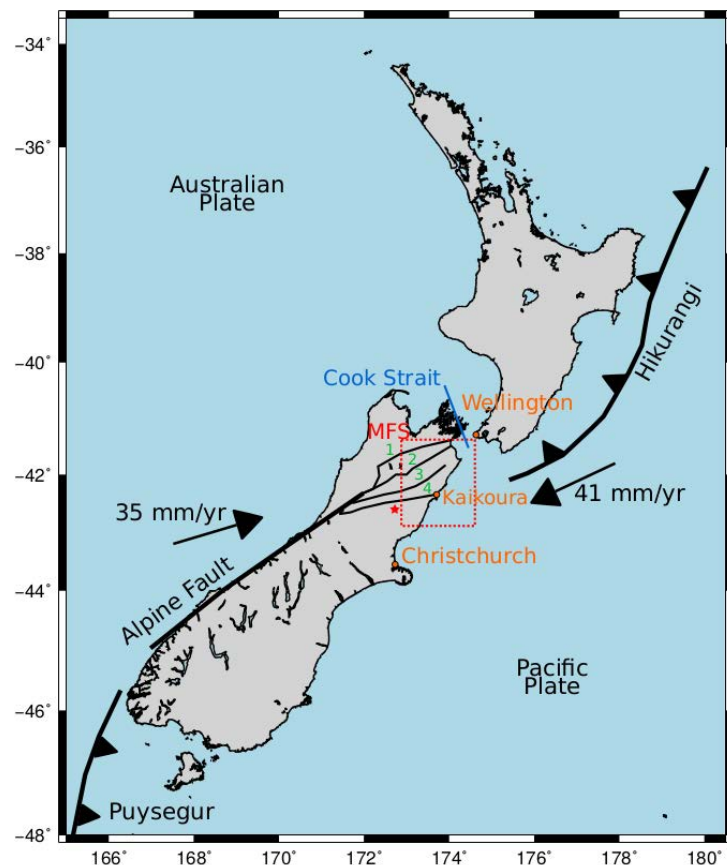 −34°
−36°
−38°
−40°
−42°
−44°
−46°
−48°
Australian
Plate
Hikurangi
Cook Strait
Wellington
MFS
1
2
3
4
Kaikoura
35 mm/yr
41 mm/yr
Christchurch
Alpine Fault
Pacific
Plate
Puysegur
166°
168°
170°
172°
174°
176°
178°
180°